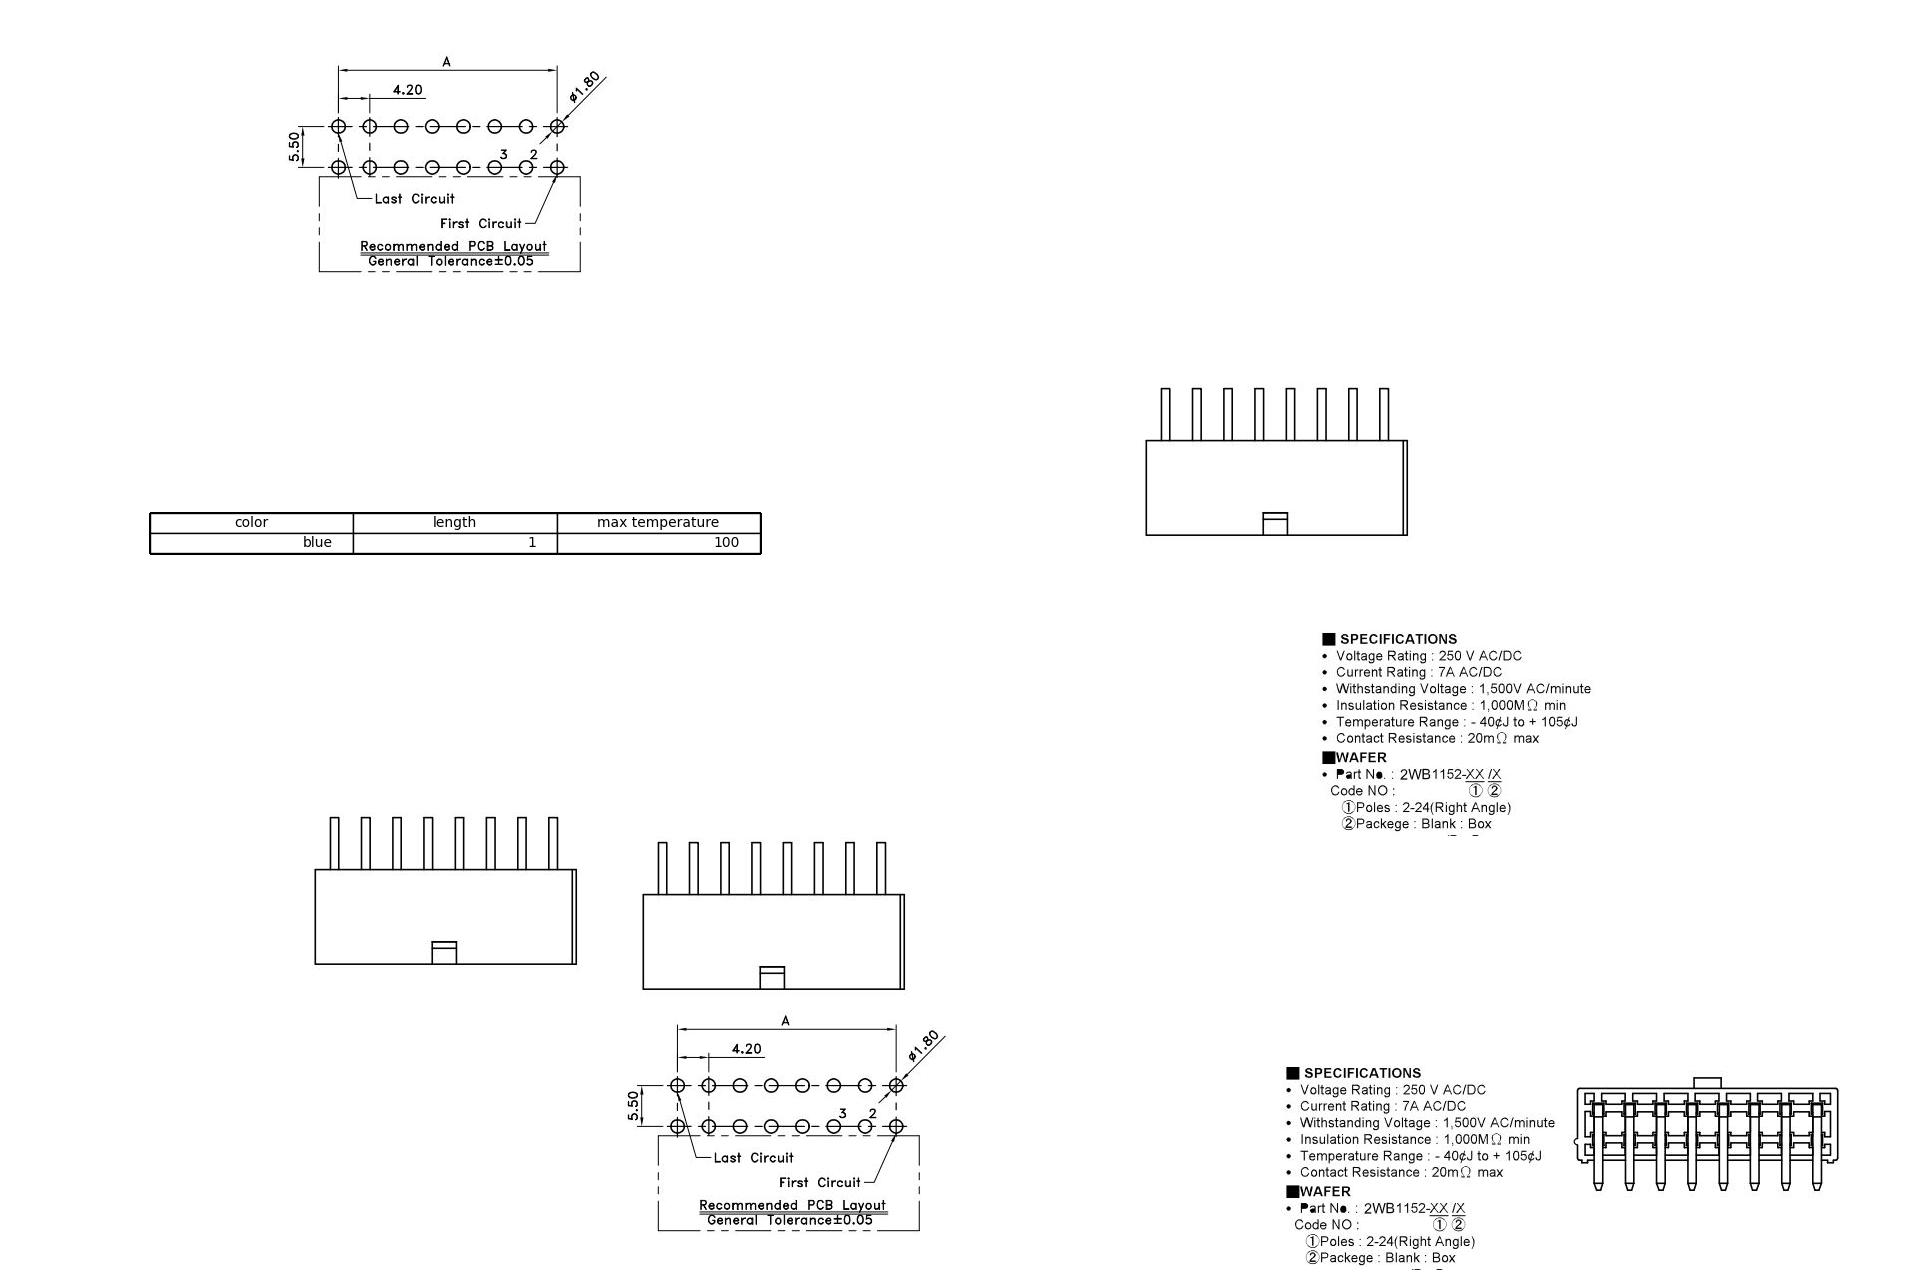 A
4.20
ø1.80
5.50
3 2
Last Circuit
First Circuit
Recommended PCB Layout
General Tolerance±0.05
color length max temperature
blue 1 100
■ SPECIFICATIONS
• Voltage Rating : 250 V AC/DC
• Current Rating : 7A AC/DC
• Withstanding Voltage : 1,500V AC/minute
• Insulation Resistance : 1,000MΩ min
• Temperature Range : - 40¢J to + 105¢J
• Contact Resistance : 20mΩ max
■WAFER
• Part No. : 2WB1152-XX /X
Code NO : ① ②
①Poles : 2-24(Right Angle)
②Packege : Blank : Box
A
4.20
ø1.80
5.50
3 2
Last Circuit
First Circuit
Recommended PCB Layout
General Tolerance±0.05
■ SPECIFICATIONS
• Voltage Rating : 250 V AC/DC
• Current Rating : 7A AC/DC
• Withstanding Voltage : 1,500V AC/minute
• Insulation Resistance : 1,000MΩ min
• Temperature Range : - 40¢J to + 105¢J
• Contact Resistance : 20mΩ max
■WAFER
• Part No. : 2WB1152-XX /X
Code NO : ① ②
①Poles : 2-24(Right Angle)
②Packege : Blank : Box